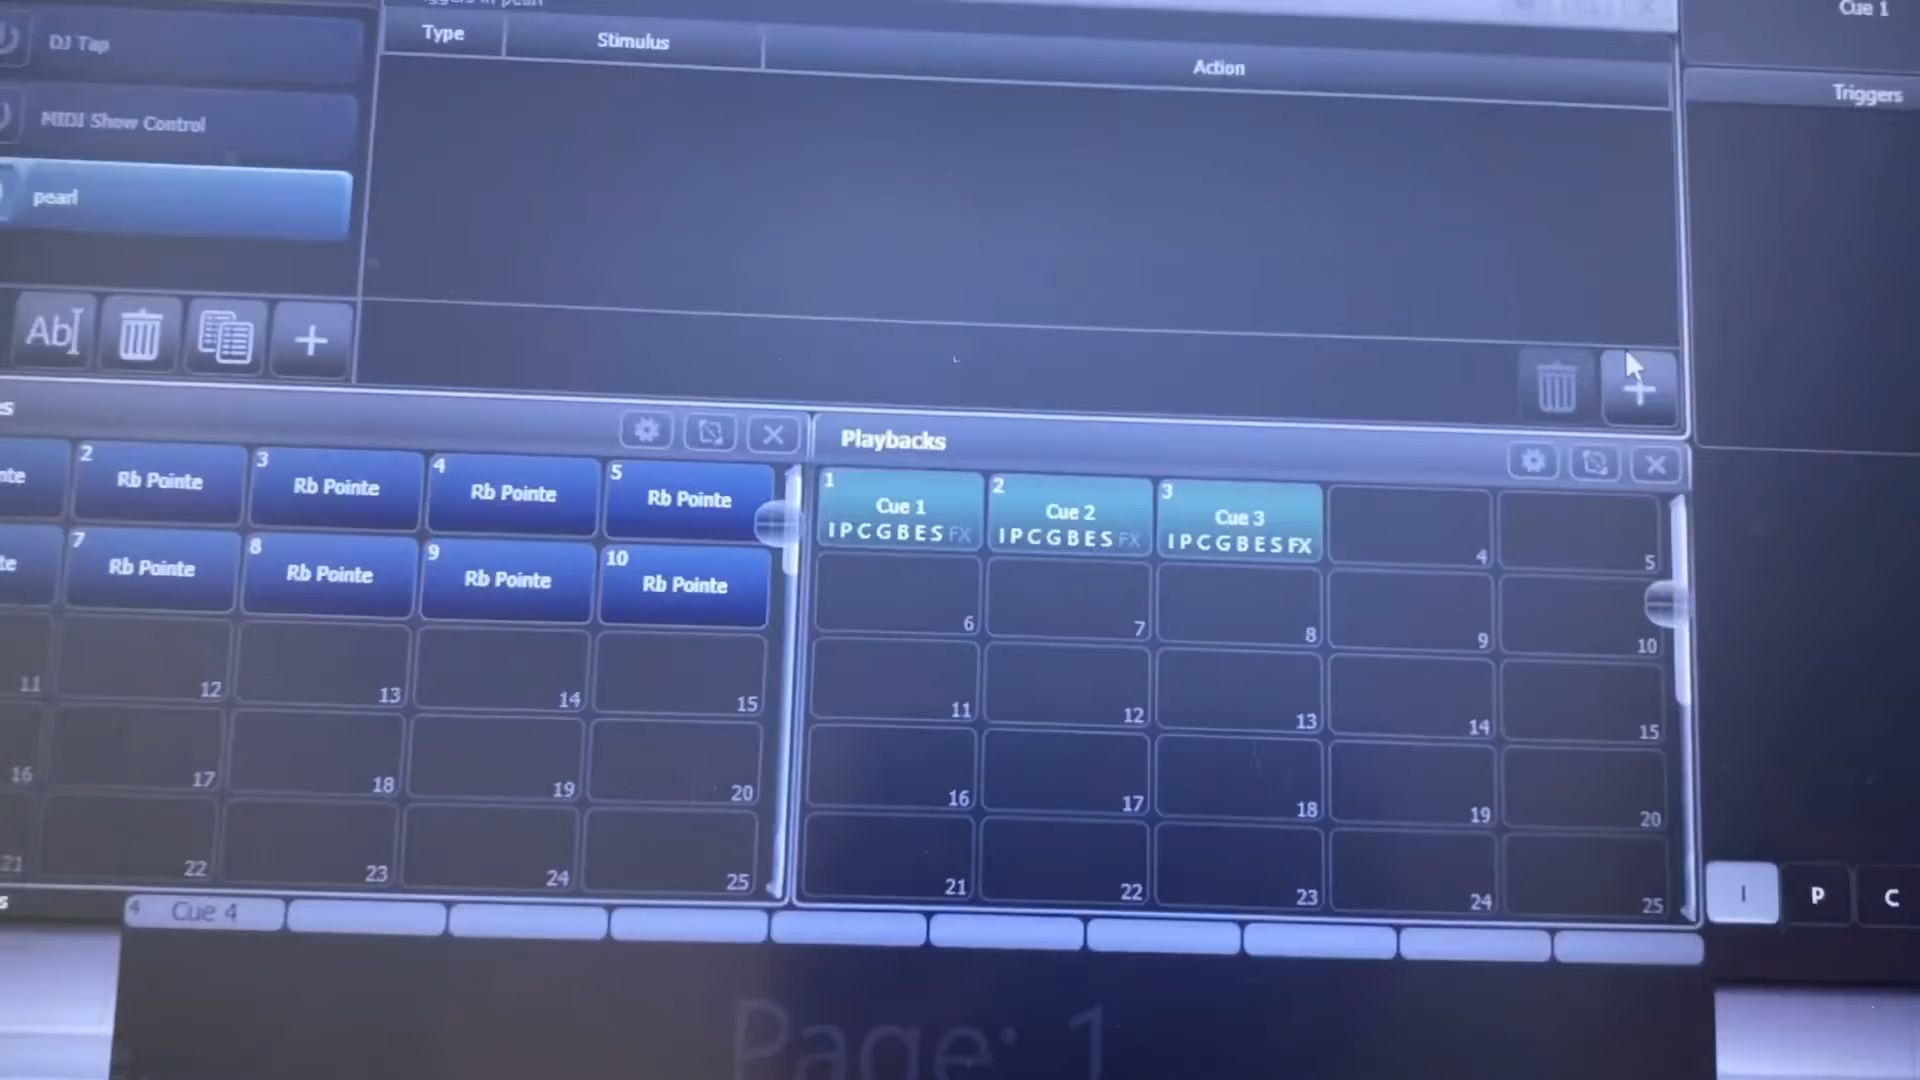 Cue 1
DJ Tap
Type
Stimulus
Action
Triggers
MIDI Show Control
pearl
Ab
Playbacks
2 Rb Pointe
3 Rb Pointe
4 Rb Pointe
5 Rb Pointe
7 Rb Pointe
8 Rb Pointe
9 Rb Pointe
10 Rb Pointe
11 12 13 14 15
16 17 18 19 20
21 22 23 24 25
1 Cue 1
IPCGBESFX
2 Cue 2
IPCGBESFX
3 Cue 3
IPCGBESFX
4 5
6 7 8 9 10
11 12 13 14 15
16 17 18 19 20
21 22 23 24 25
I P C
4 Cue 4
Page: 1